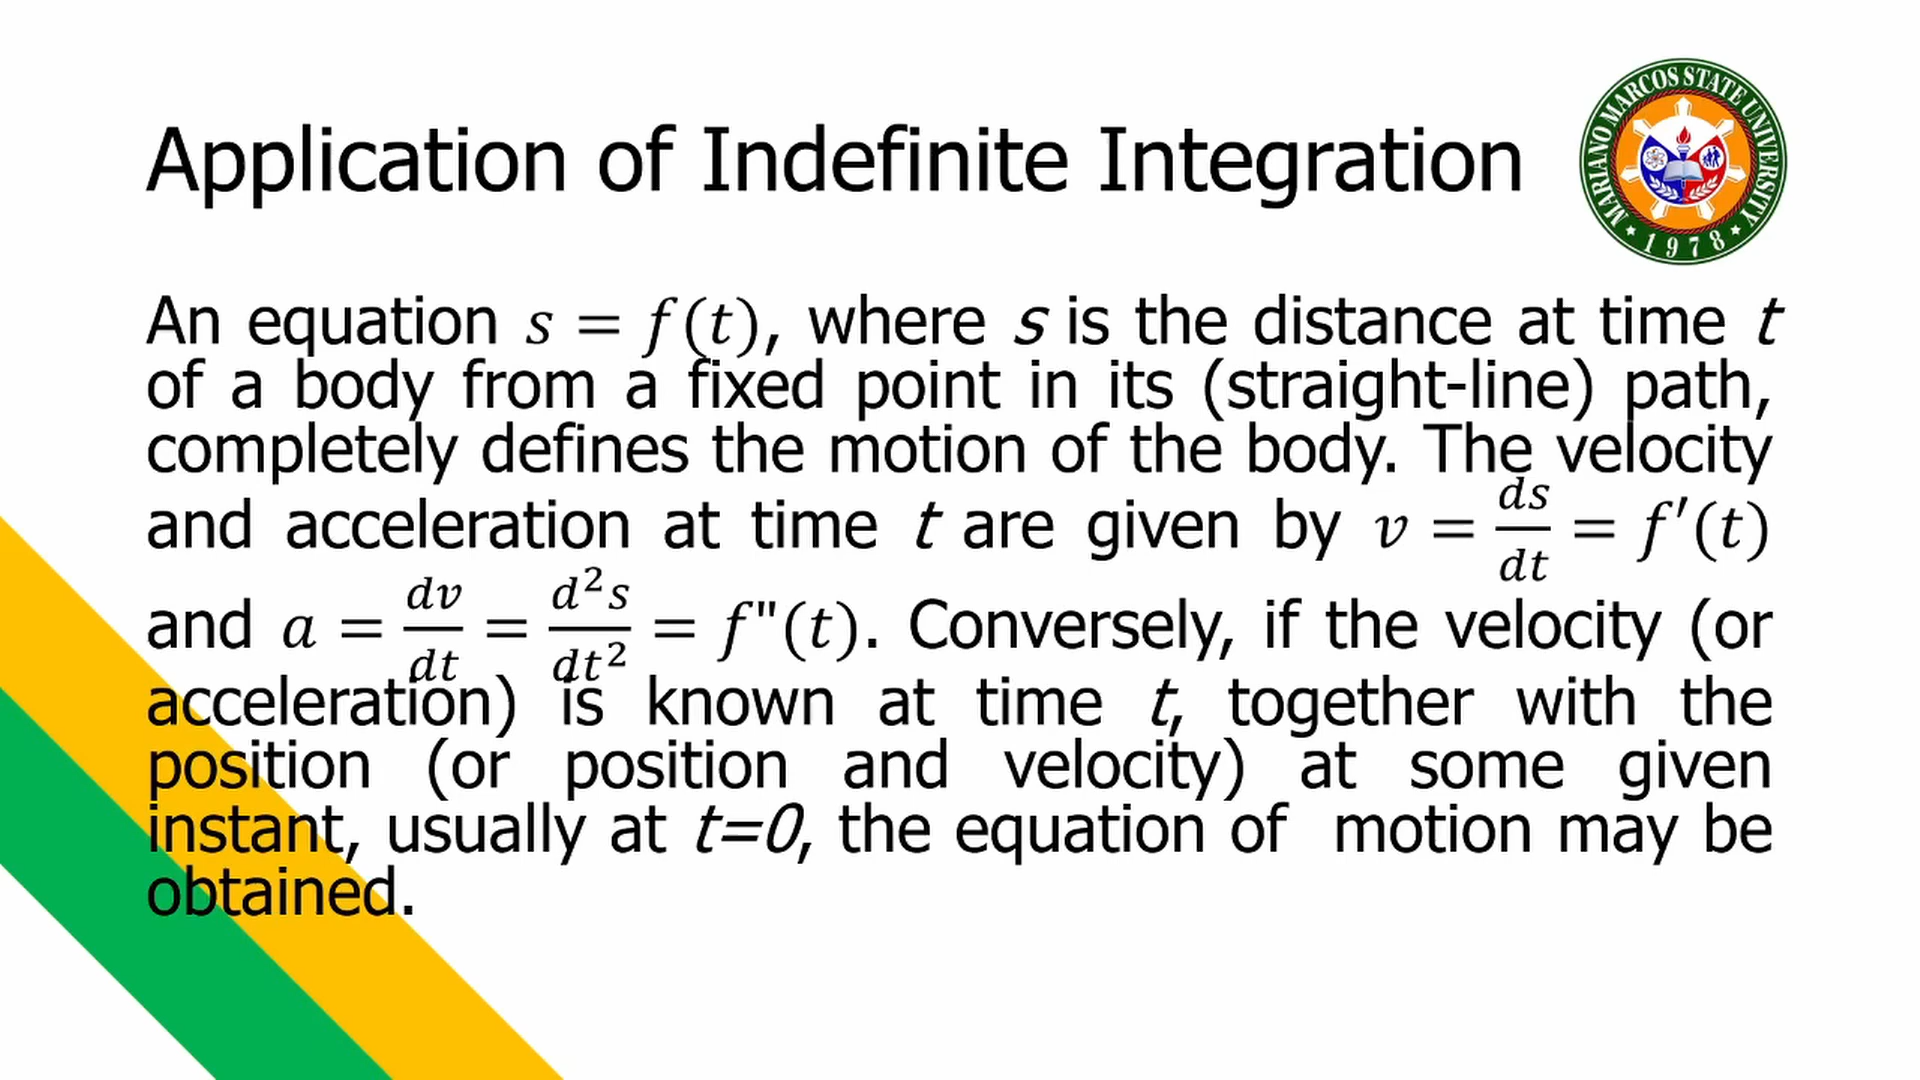 Application of Indefinite Integration
MARIANO MARCOS STATE UNIVERSITY
1978
An equation s = f(t), where s is the distance at time t
of a body from a fixed point in its (straight-line) path,
completely defines the motion of the body. The velocity
and acceleration at time t are given by v = ds/dt = f′(t)
and a = dv/dt = d²s/dt² = f"(t). Conversely, if the velocity (or
acceleration) is known at time t, together with the
position (or position and velocity) at some given
instant, usually at t=0, the equation of motion may be
obtained.